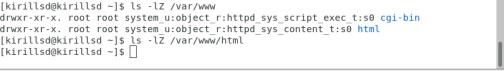 [kirillsd@kirillsd ~]$ ls -lZ /var/www
drwxr-xr-x. root root system_u:object_r:httpd_sys_script_exec_t:s0 cgi-bin
drwxr-xr-x. root root system_u:object_r:httpd_sys_content_t:s0 html
[kirillsd@kirillsd ~]$ ls -lZ /var/www/html
[kirillsd@kirillsd ~]$